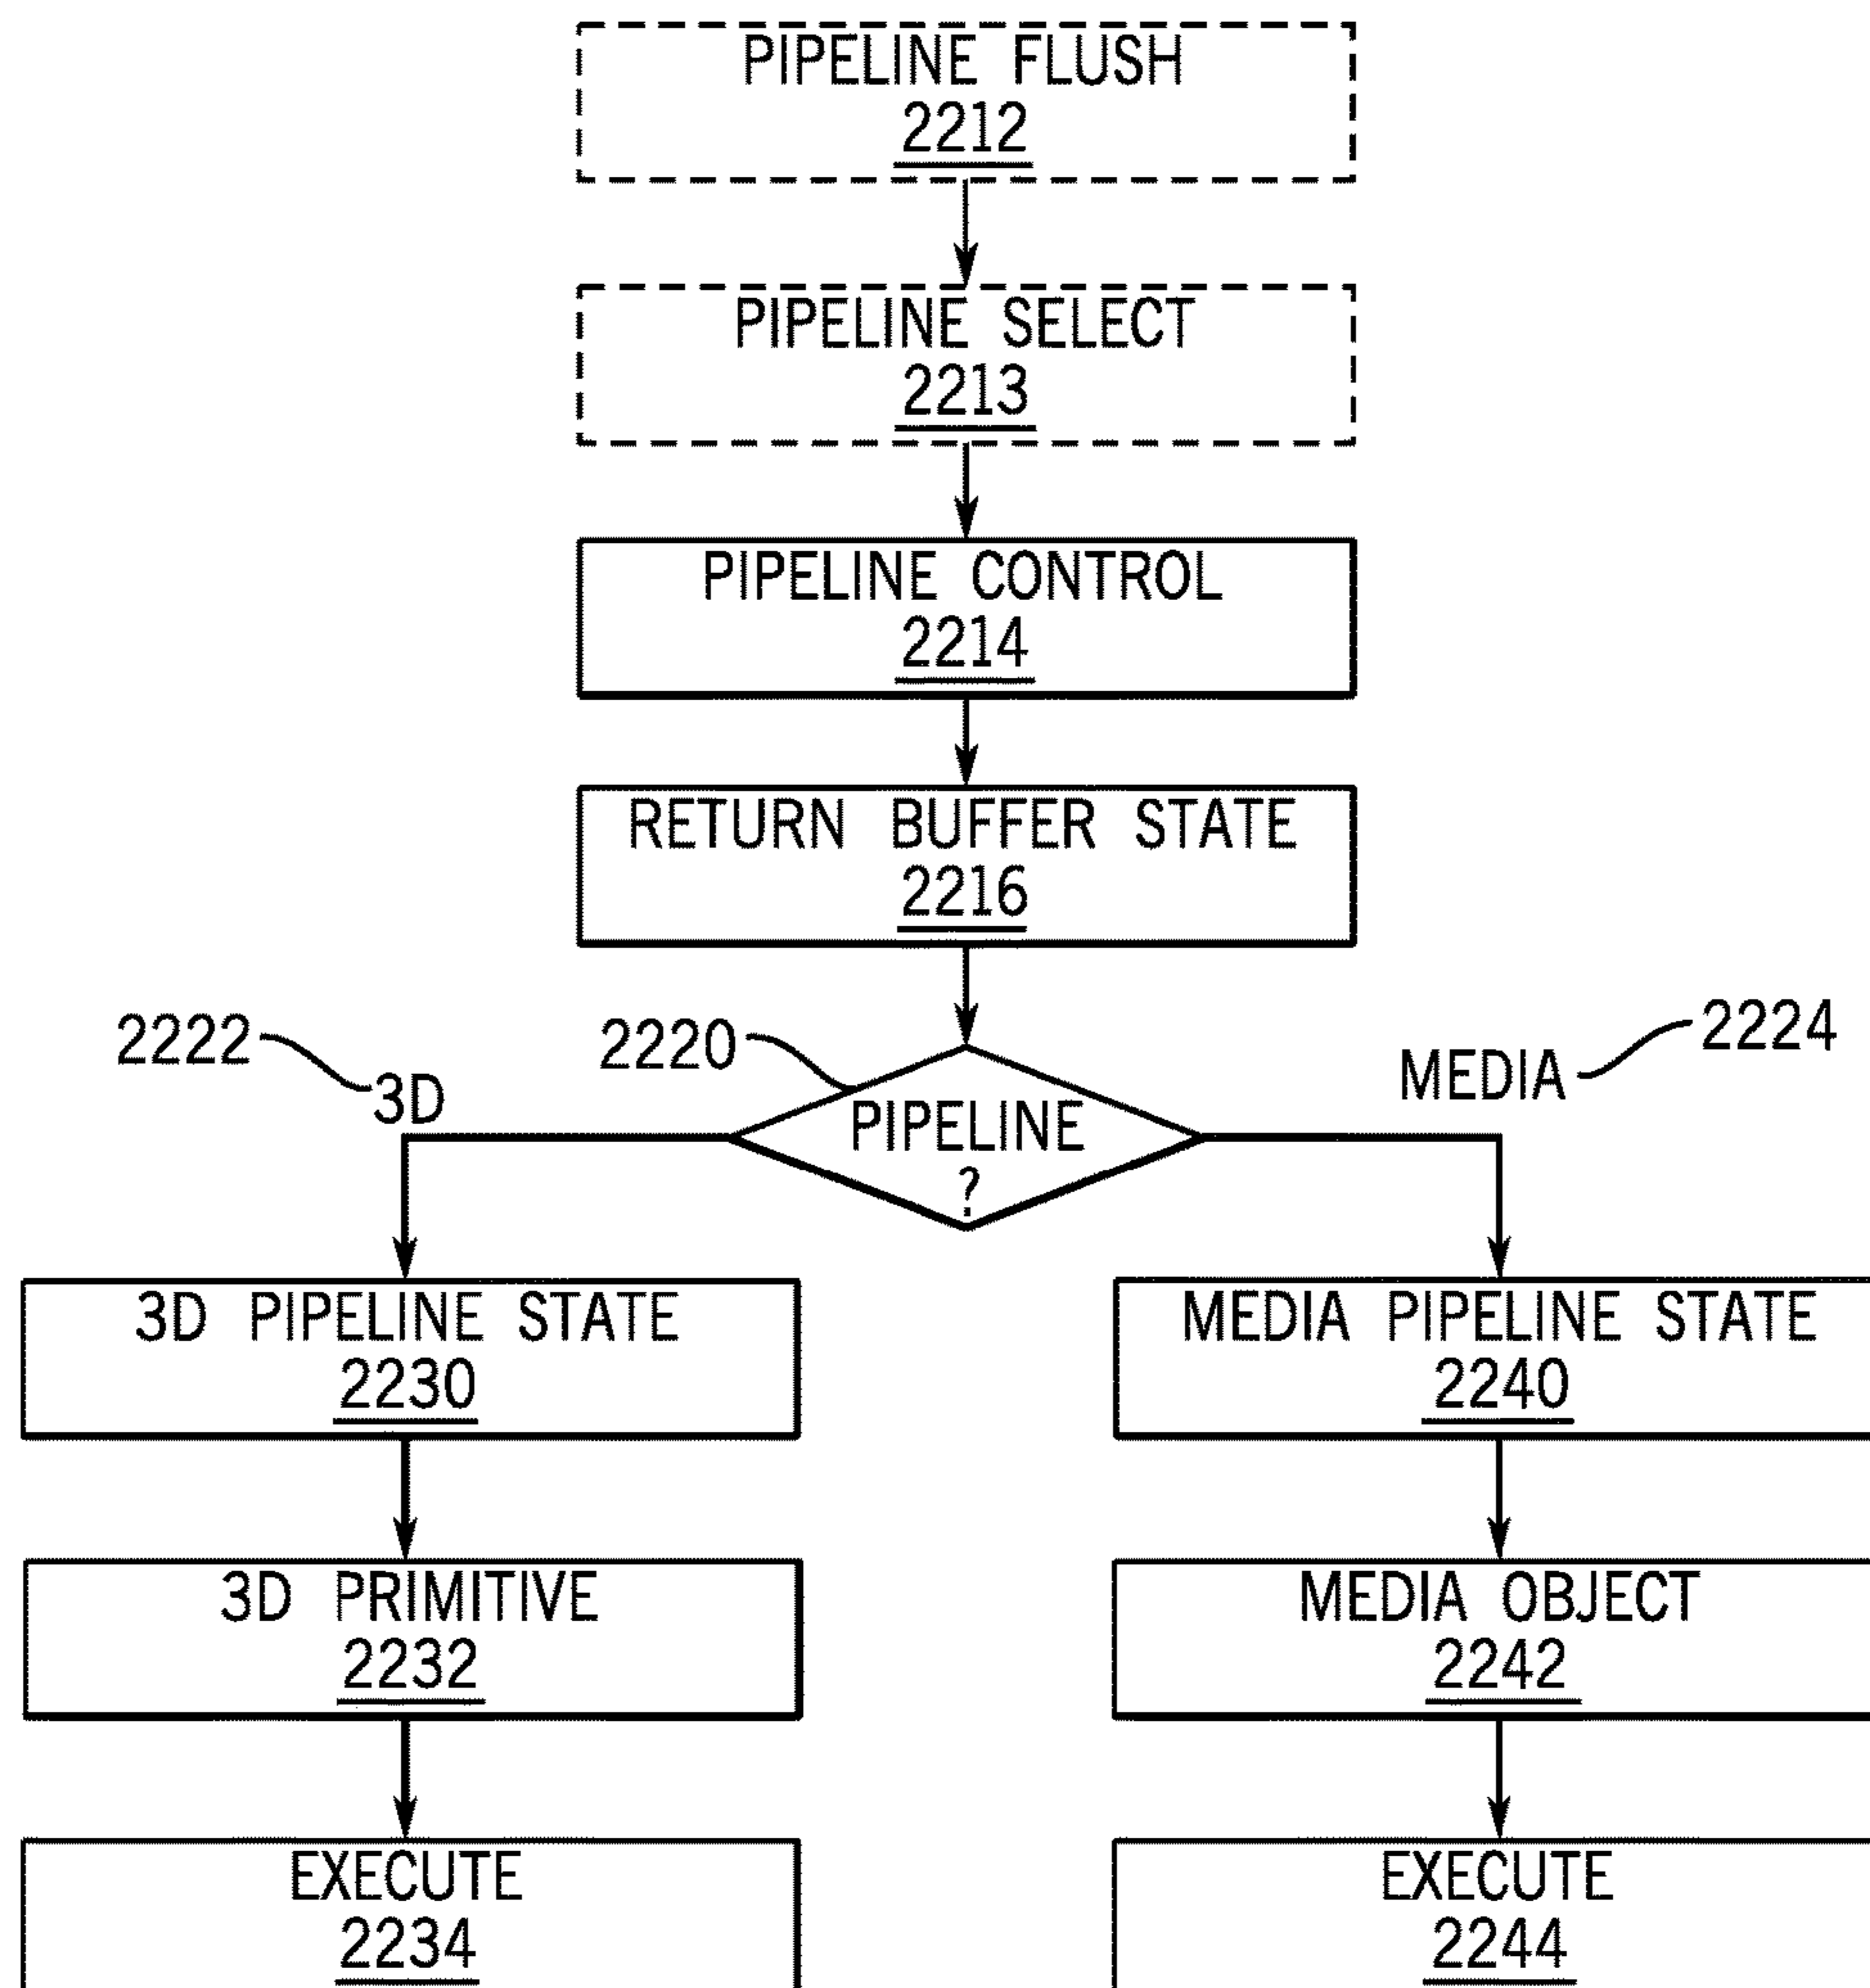 PIPELINE FLUSH
2212
PIPELINE SELECT
2213
PIPELINE CONTROL
2214
RETURN BUFFER STATE
2216
2222
3D
2220
PIPELINE
?
MEDIA
2224
3D PIPELINE STATE
2230
MEDIA PIPELINE STATE
2240
3D PRIMITIVE
2232
MEDIA OBJECT
2242
EXECUTE
2234
EXECUTE
2244